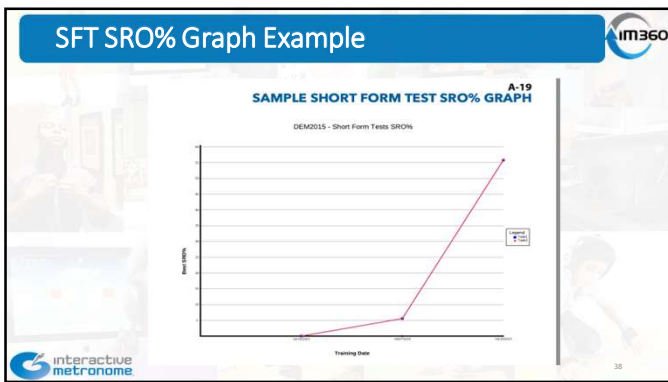 SFT SRO% Graph Example
im360
A-19
SAMPLE SHORT FORM TEST SRO% GRAPH
DEM2015 - Short Form Tests SRO%
Best SRO%
Legend
Training Date
interactive
metronome
38